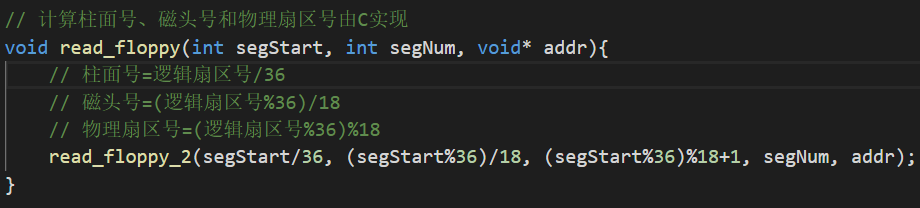 // 计算柱面号、磁头号和物理扇区号由C实现
void read_floppy(int segStart, int segNum, void* addr){
    // 柱面号=逻辑扇区号/36
    // 磁头号=(逻辑扇区号%36)/18
    // 物理扇区号=(逻辑扇区号%36)%18
    read_floppy_2(segStart/36, (segStart%36)/18, (segStart%36)%18+1, segNum, addr);
}